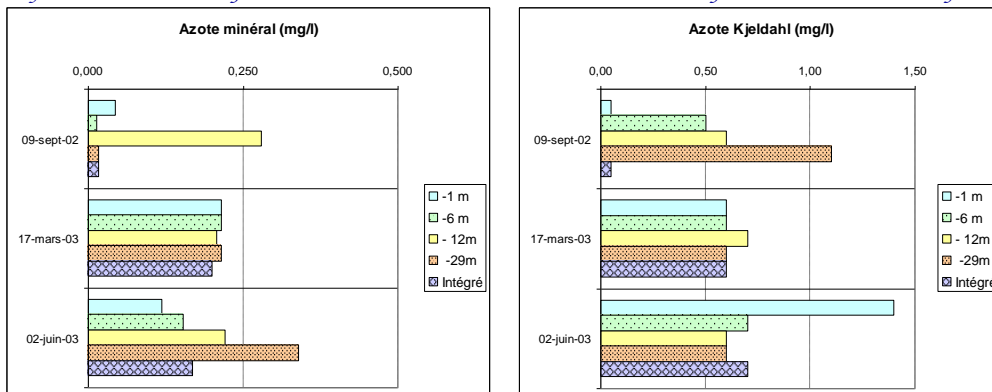 Azote minéral (mg/l)
0,000 0,250 0,500
09-sept-02
17-mars-03
02-juin-03
-1 m
-6 m
- 12m
-29m
Intégré
Azote Kjeldahl (mg/l)
0,00 0,50 1,00 1,50
09-sept-02
17-mars-03
02-juin-03
-1 m
-6 m
- 12m
-29m
Intégré